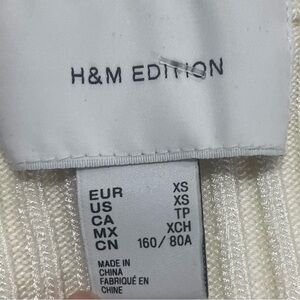 H&M EDITION
EUR XS
US XS
CA TP
MX XCH
CN 160/80A
MADE IN
CHINA
FABRIQUÉ EN
CHINE